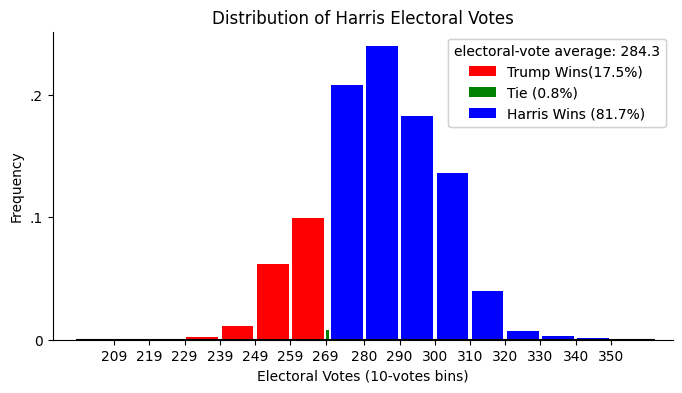 Distribution of Harris Electoral Votes
electoral-vote average: 284.3
Trump Wins(17.5%)
Tie (0.8%)
Harris Wins (81.7%)
Frequency
.2
.1
0
209 219 229 239 249 259 269 280 290 300 310 320 330 340 350
Electoral Votes (10-votes bins)